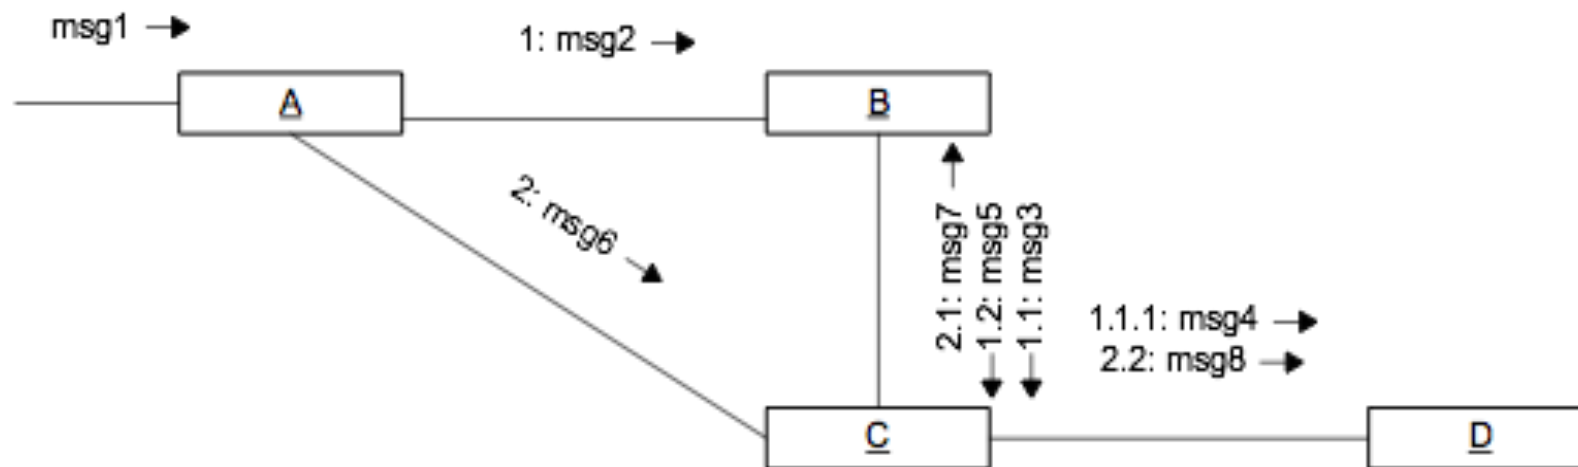 msg1
1: msg2
A
B
2: msg6
2.1: msg7
1.2: msg5
1.1: msg3
1.1.1: msg4
2.2: msg8
C
D